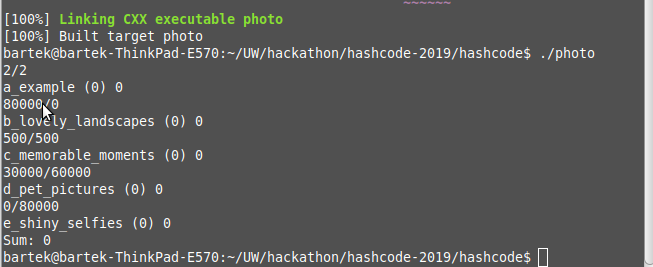 [100%] Linking CXX executable photo
[100%] Built target photo
bartek@bartek-ThinkPad-E570:~/UW/hackathon/hashcode-2019/hashcode$ ./photo
2/2
a_example (0) 0
80000/0
b_lovely_landscapes (0) 0
500/500
c_memorable_moments (0) 0
30000/60000
d_pet_pictures (0) 0
0/80000
e_shiny_selfies (0) 0
Sum: 0
bartek@bartek-ThinkPad-E570:~/UW/hackathon/hashcode-2019/hashcode$